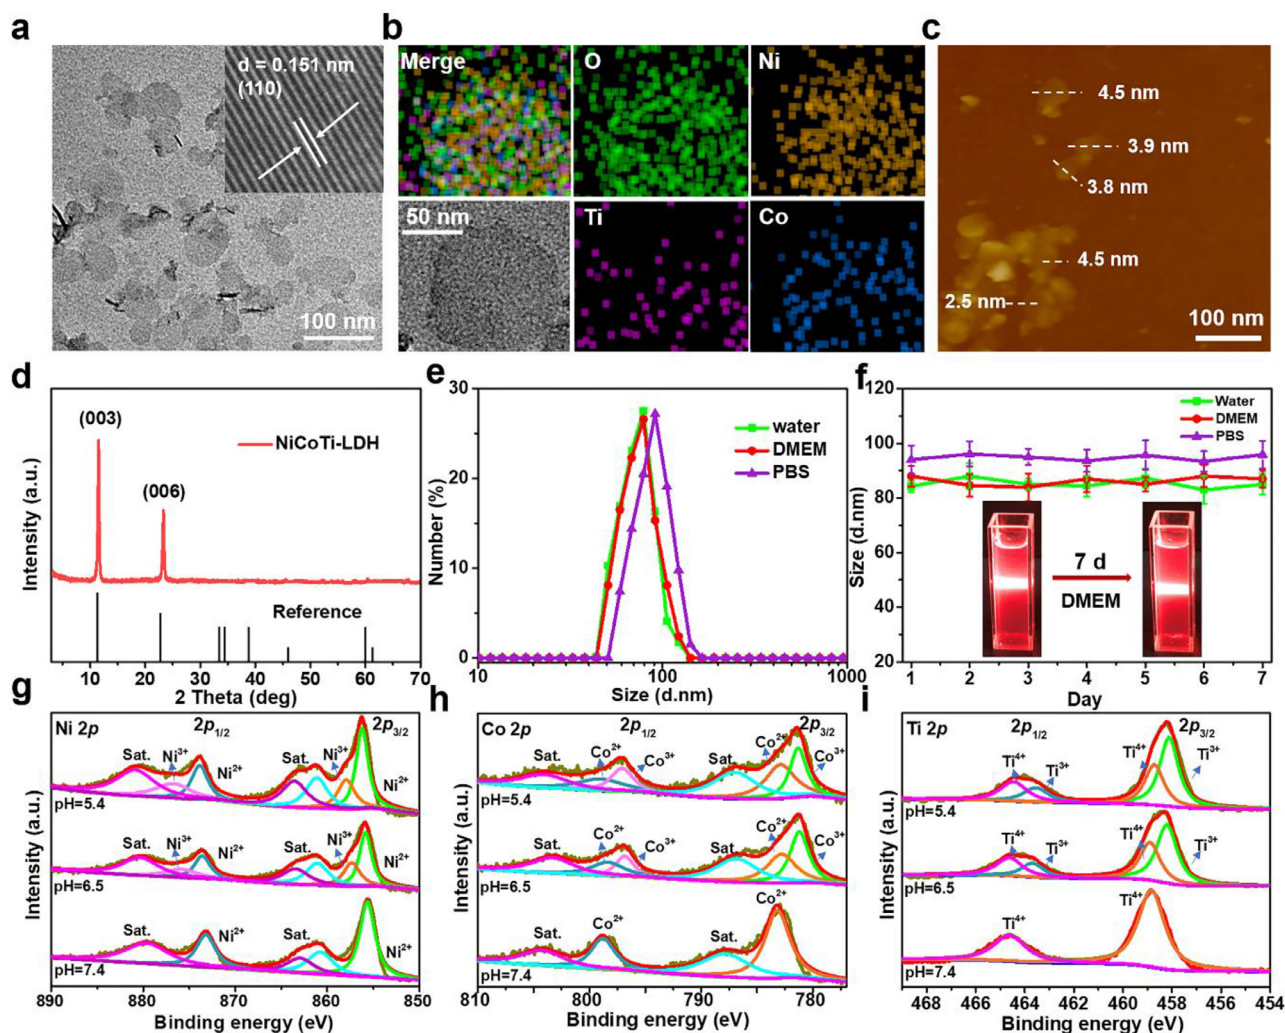 a
d = 0.151 nm
(110)
100 nm
b
Merge
O
Ni
50 nm
Ti
Co
c
4.5 nm
3.9 nm
3.8 nm
4.5 nm
2.5 nm
100 nm
d
Intensity (a.u.)
(003)
(006)
NiCoTi-LDH
Reference
10 20 30 40 50 60 70
2 Theta (deg)
e
Number (%)
30
20
10
0
water
DMEM
PBS
1 10 100 1000
Size (d.nm)
f
Size (d.nm)
120
100
80
60
40
20
Water
DMEM
PBS
7 d
DMEM
1 2 3 4 5 6 7
Day
g
Intensity (a.u.)
Ni 2p
2p1/2
2p3/2
Sat.
Ni3+
Ni2+
Sat.
Ni3+
Ni2+
pH=5.4
Sat.
Ni3+
Ni2+
Sat.
Ni3+
Ni2+
pH=6.5
Sat.
Ni2+
Sat.
Ni2+
pH=7.4
890 880 870 860 850
Binding energy (eV)
h
Intensity (a.u.)
Co 2p
2p1/2
2p3/2
Sat.
Co2+
Co3+
Sat.
Co2+
Co3+
pH=5.4
Sat.
Co2+
Co3+
Sat.
Co2+
Co3+
pH=6.5
Sat.
Co2+
Sat.
Co2+
pH=7.4
810 800 790 780
Binding energy (eV)
i
Intensity (a.u.)
Ti 2p
2p1/2
2p3/2
Ti4+
Ti3+
Ti4+
Ti3+
pH=5.4
Ti4+
Ti3+
Ti4+
Ti3+
pH=6.5
Ti4+
Ti4+
pH=7.4
468 466 464 462 460 458 456 454
Binding energy (eV)